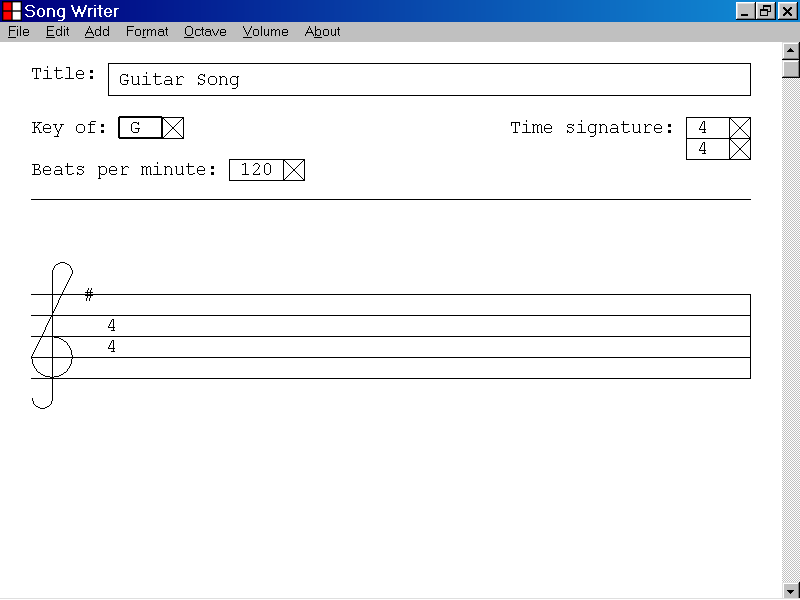 Song Writer
File Edit Add Format Octave Volume About
Title: Guitar Song
Key of: G Time signature: 4
4
Beats per minute: 120
#
4
4